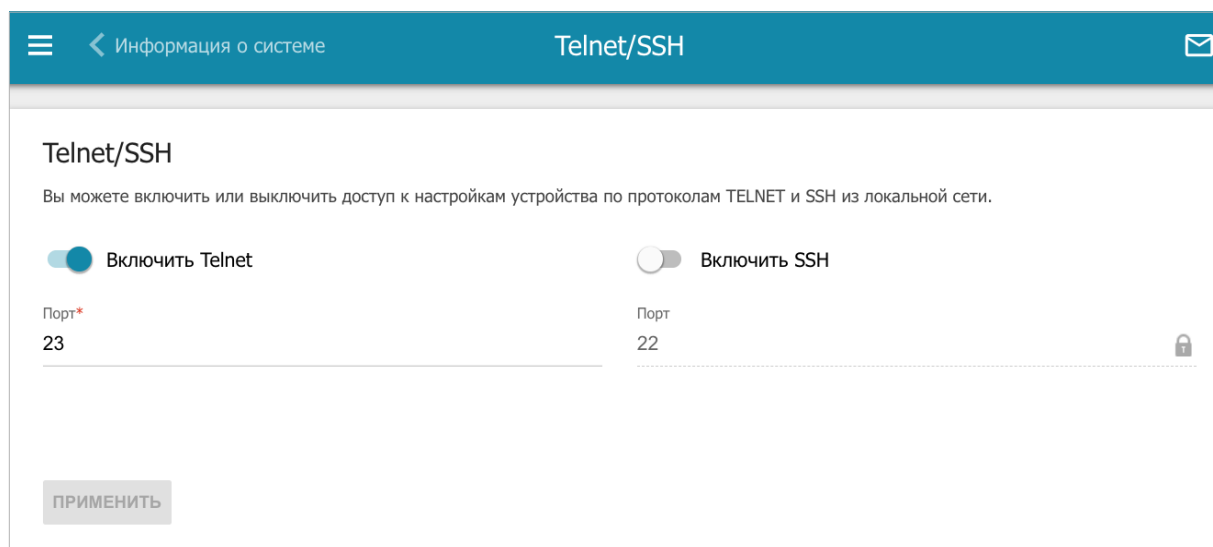 Информация о системе
Telnet/SSH
Telnet/SSH
Вы можете включить или выключить доступ к настройкам устройства по протоколам TELNET и SSH из локальной сети.
Включить Telnet
Включить SSH
Порт*
Порт
23
22
ПРИМЕНИТЬ